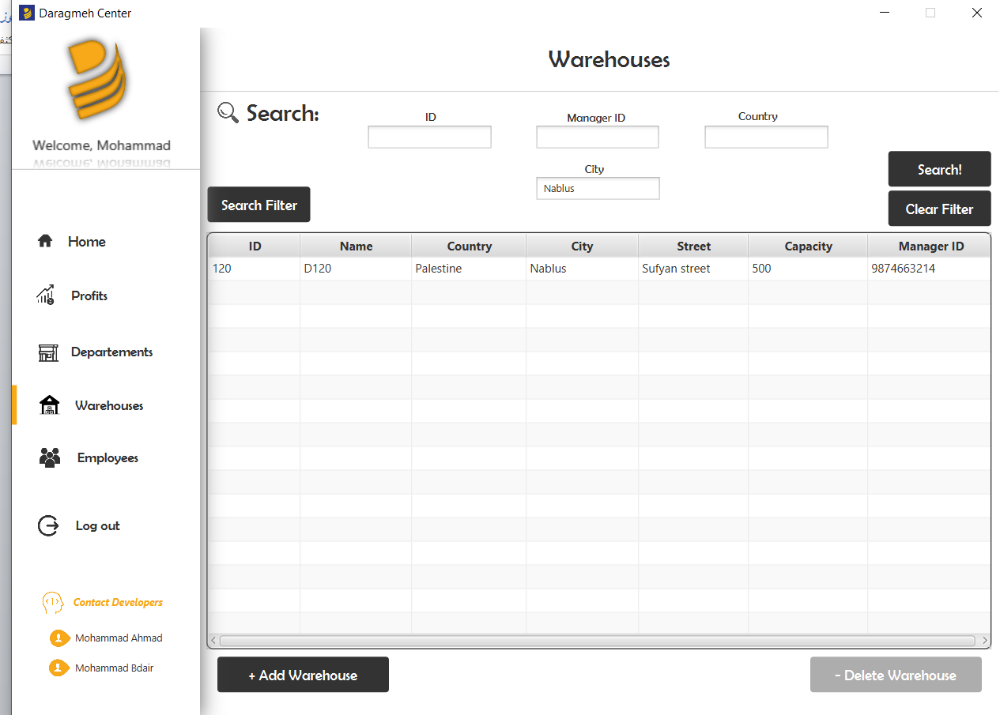 Daragmeh Center
Welcome, Mohammad
Home
Profits
Departements
Warehouses
Employees
Log out
Contact Developers
Mohammad Ahmad
Mohammad Bdair
Warehouses
Search:
ID
Manager ID
Country
City
Nablus
Search!
Search Filter
Clear Filter
ID Name Country City Street Capacity Manager ID
120 D120 Palestine Nablus Sufyan street 500 9874663214
+ Add Warehouse
- Delete Warehouse